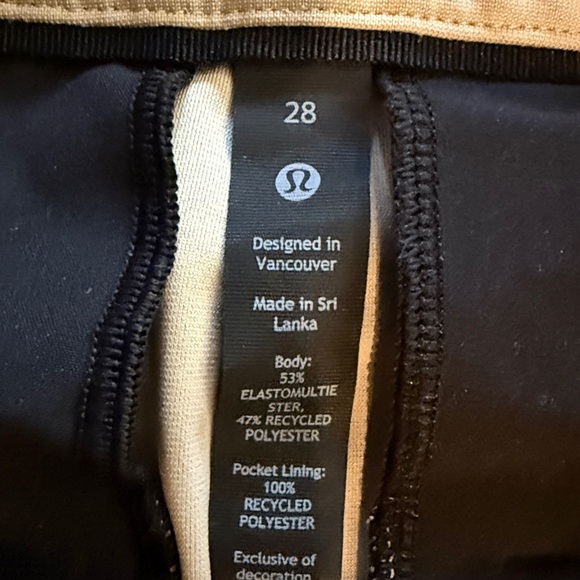 28
Designed in
Vancouver
Made in Sri
Lanka
Body:
53%
ELASTOMULTIE
STER,
47% RECYCLED
POLYESTER
Pocket Lining:
100%
RECYCLED
POLYESTER
Exclusive of
decoration